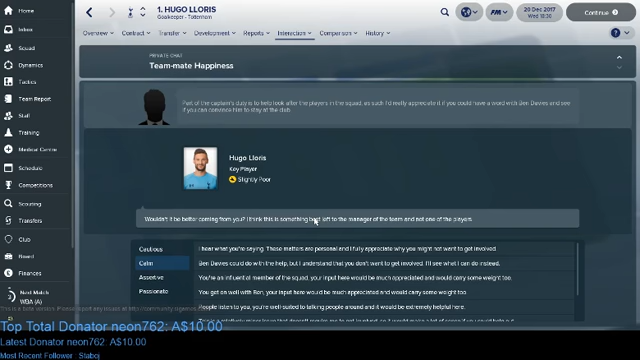 Home
1. HUGO LLORIS
Goalkeeper - Tottenham
FM
20 Dec 2017
Wed 18:30
Continue
Inbox
Overview
Contract
Transfer
Development
Reports
Interaction
Comparison
History
?
Squad
Dynamics
PRIVATE CHAT
Team-mate Happiness
Tactics
Team Report
Part of the captain's duty is to help look after the players in the squad, as such I'd really appreciate it if you could have a word with Ben Davies and see
if you can convince him to stay at the club.
Staff
Training
Medical Centre
Hugo Lloris
Key Player
Slightly Poor
Schedule
Competitions
Scouting
Transfers
Wouldn't it be better coming from you? I think this is something best left to the manager of the team and not one of the players.
Club
Board
Finances
Cautious
Calm
Assertive
Passionate
I hear what you're saying. These matters are personal and I fully appreciate why you might not want to get involved.
Ben Davies could do with the help, but I understand that you don't want to get involved. I'll see what I can do instead.
You're an influential member of the squad, your input here would be much appreciated and would carry some weight too.
You get on well with Ben, your input here would be much appreciated and would carry some weight too
People listen to you, you're well-suited to talking people around and it would be extremely helpful here.
Next Match
WBA (A)
Top Total Donator neon762: A$10.00
Latest Donator neon762: A$10.00
Most Recent Follower : Staboj